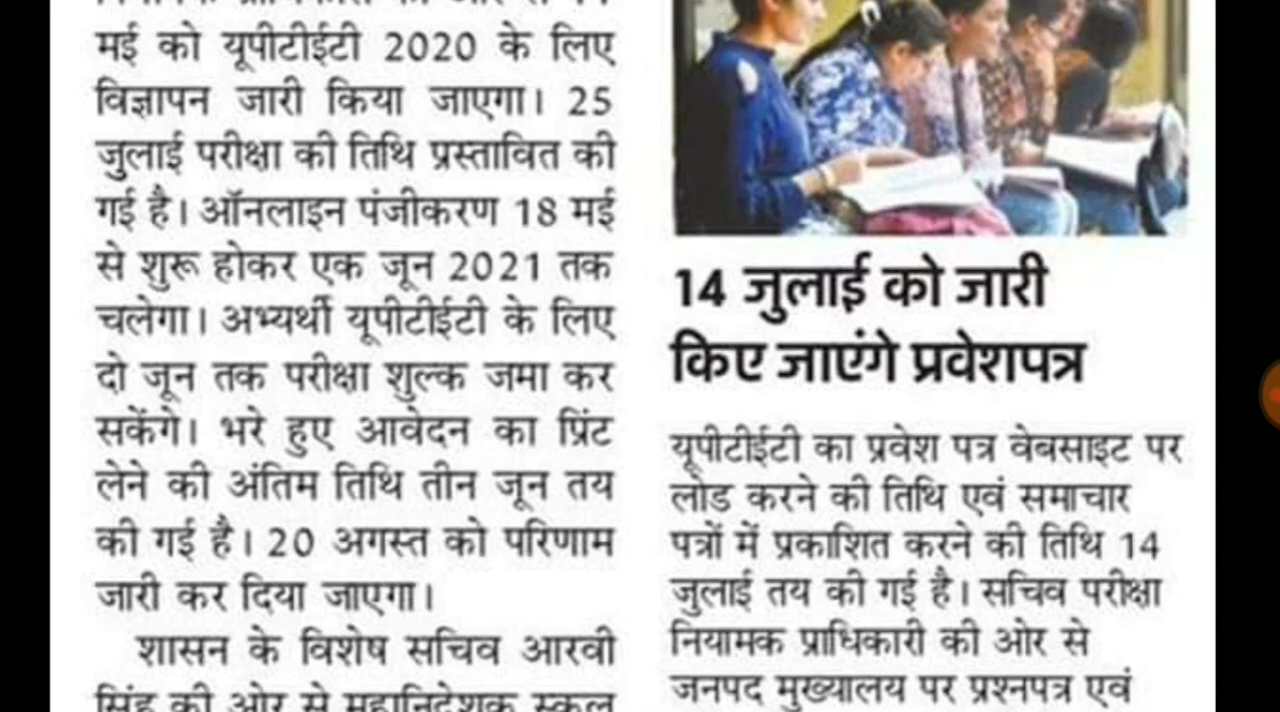 मई को यूपीटीईटी 2020 के लिए
विज्ञापन जारी किया जाएगा। 25
जुलाई परीक्षा की तिथि प्रस्तावित की
गई है। ऑनलाइन पंजीकरण 18 मई
से शुरू होकर एक जून 2021 तक
चलेगा। अभ्यर्थी यूपीटीईटी के लिए
दो जून तक परीक्षा शुल्क जमा कर
सकेंगे। भरे हुए आवेदन का प्रिंट
लेने की अंतिम तिथि तीन जून तय
की गई है। 20 अगस्त को परिणाम
जारी कर दिया जाएगा।
शासन के विशेष सचिव आरवी
सिंह की ओर से महानिदेशक स्कूल
14 जुलाई को जारी
किए जाएंगे प्रवेशपत्र
यूपीटीईटी का प्रवेश पत्र वेबसाइट पर
लोड करने की तिथि एवं समाचार
पत्रों में प्रकाशित करने की तिथि 14
जुलाई तय की गई है। सचिव परीक्षा
नियामक प्राधिकारी की ओर से
जनपद मुख्यालय पर प्रश्नपत्र एवं